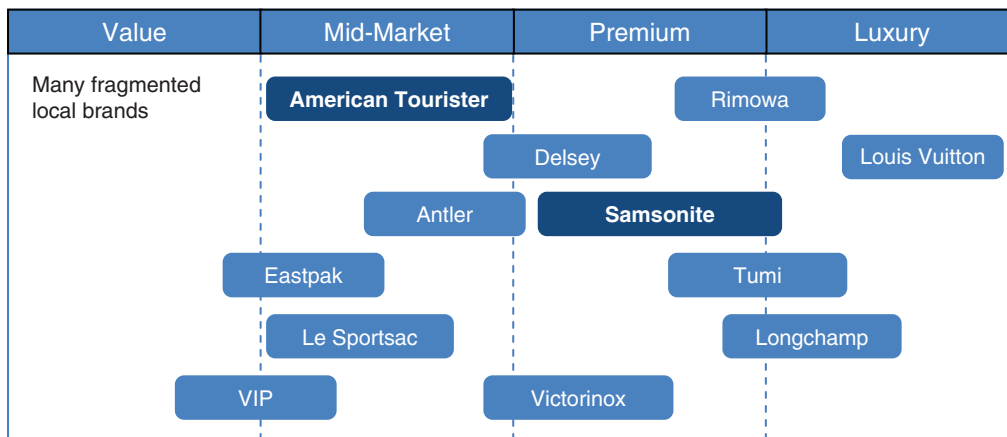 Value
Mid-Market
Premium
Luxury
Many fragmented
local brands
American Tourister
Rimowa
Delsey
Louis Vuitton
Antler
Samsonite
Eastpak
Tumi
Le Sportsac
Longchamp
VIP
Victorinox